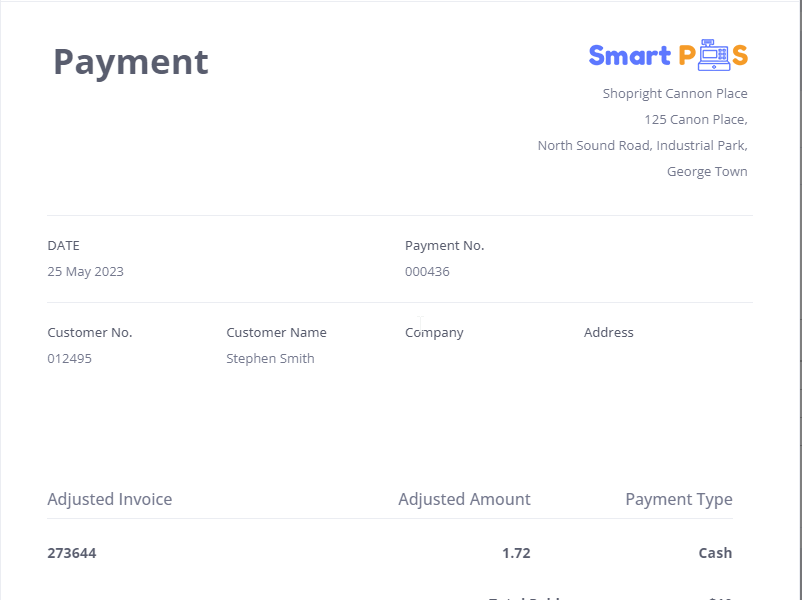 Payment
Smart POS
Shopright Cannon Place
125 Canon Place,
North Sound Road, Industrial Park,
George Town
DATE
Payment No.
25 May 2023
000436
Customer No.
Customer Name
Company
Address
012495
Stephen Smith
Adjusted Invoice
Adjusted Amount
Payment Type
273644
1.72
Cash